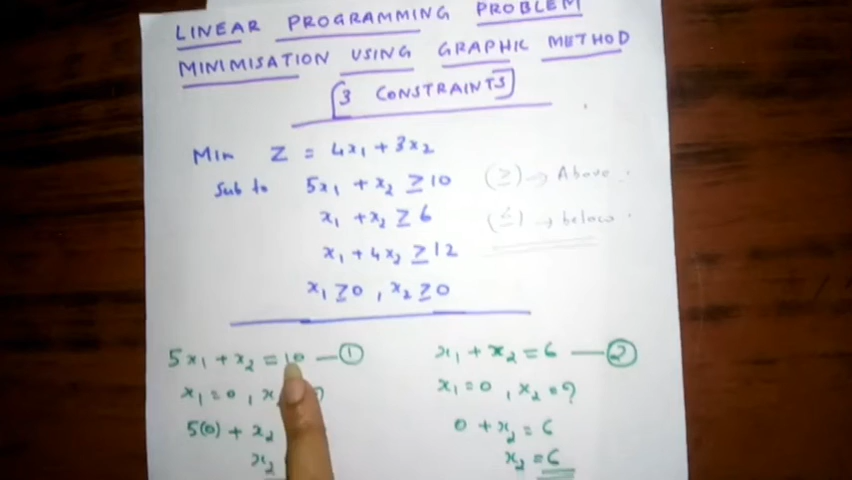 LINEAR PROGRAMMING PROBLEM
MINIMISATION USING GRAPHIC METHOD
[3 CONSTRAINTS]
Min Z = 4x₁ + 3x₂
Sub to 5x₁ + x₂ ≥ 10 (≥) → Above
x₁ + x₂ ≥ 6 (≤) → below
x₁ + 4x₂ ≥ 12
x₁ ≥ 0 , x₂ ≥ 0
5x₁ + x₂ = 10 — ①
x₁ + x₂ = 6 — ②
x₁ = 0 ,
x₁ = 0 , x₂ = ?
5(0) + x₂
0 + x₂ = 6
x₂
x₂ = 6